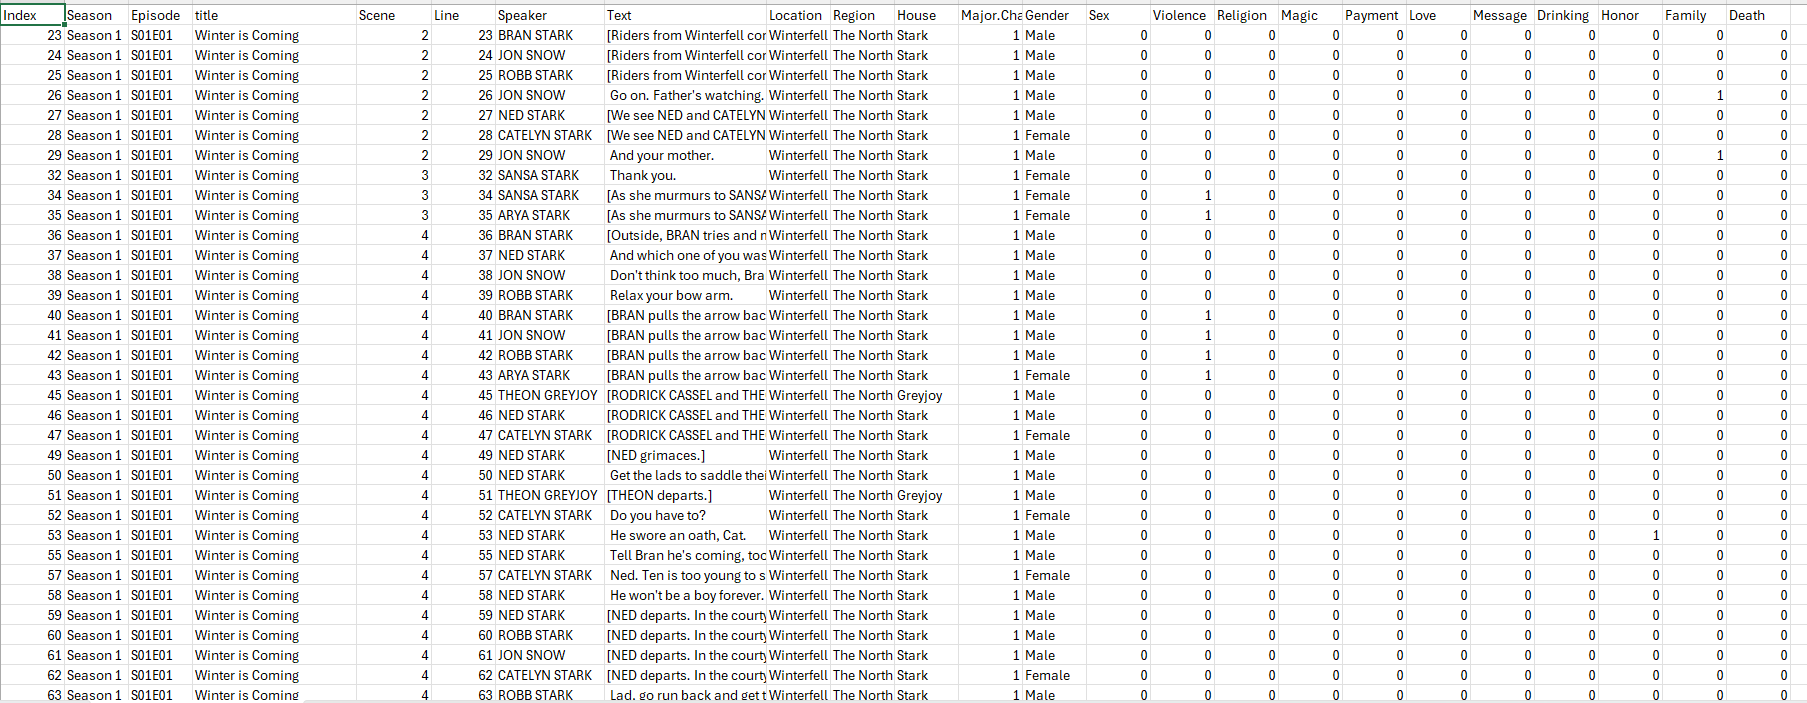 Index Season Episode title Scene Line Speaker Text Location Region House Major.Cha Gender Sex Violence Religion Magic Payment Love Message Drinking Honor Family Death
23 Season 1 S01E01 Winter is Coming 2 23 BRAN STARK [Riders from Winterfell cor Winterfell The North Stark 1 Male 0 0 0 0 0 0 0 0 0 0 0
24 Season 1 S01E01 Winter is Coming 2 24 JON SNOW [Riders from Winterfell cor Winterfell The North Stark 1 Male 0 0 0 0 0 0 0 0 0 0 0
25 Season 1 S01E01 Winter is Coming 2 25 ROBB STARK [Riders from Winterfell cor Winterfell The North Stark 1 Male 0 0 0 0 0 0 0 0 0 0 0
26 Season 1 S01E01 Winter is Coming 2 26 JON SNOW Go on. Father's watching. Winterfell The North Stark 1 Male 0 0 0 0 0 0 0 0 0 1 0
27 Season 1 S01E01 Winter is Coming 2 27 NED STARK [We see NED and CATELYN Winterfell The North Stark 1 Male 0 0 0 0 0 0 0 0 0 0 0
28 Season 1 S01E01 Winter is Coming 2 28 CATELYN STARK [We see NED and CATELYN Winterfell The North Stark 1 Female 0 0 0 0 0 0 0 0 0 0 0
29 Season 1 S01E01 Winter is Coming 2 29 JON SNOW And your mother. Winterfell The North Stark 1 Male 0 0 0 0 0 0 0 0 0 1 0
32 Season 1 S01E01 Winter is Coming 3 32 SANSA STARK Thank you. Winterfell The North Stark 1 Female 0 0 0 0 0 0 0 0 0 0 0
34 Season 1 S01E01 Winter is Coming 3 34 SANSA STARK [As she murmurs to SANSA Winterfell The North Stark 1 Female 0 1 0 0 0 0 0 0 0 0 0
35 Season 1 S01E01 Winter is Coming 3 35 ARYA STARK [As she murmurs to SANSA Winterfell The North Stark 1 Female 0 1 0 0 0 0 0 0 0 0 0
36 Season 1 S01E01 Winter is Coming 4 36 BRAN STARK [Outside, BRAN tries and n Winterfell The North Stark 1 Male 0 0 0 0 0 0 0 0 0 0 0
37 Season 1 S01E01 Winter is Coming 4 37 NED STARK And which one of you was Winterfell The North Stark 1 Male 0 0 0 0 0 0 0 0 0 0 0
38 Season 1 S01E01 Winter is Coming 4 38 JON SNOW Don't think too much, Bra Winterfell The North Stark 1 Male 0 0 0 0 0 0 0 0 0 0 0
39 Season 1 S01E01 Winter is Coming 4 39 ROBB STARK Relax your bow arm. Winterfell The North Stark 1 Male 0 0 0 0 0 0 0 0 0 0 0
40 Season 1 S01E01 Winter is Coming 4 40 BRAN STARK [BRAN pulls the arrow bac Winterfell The North Stark 1 Male 0 1 0 0 0 0 0 0 0 0 0
41 Season 1 S01E01 Winter is Coming 4 41 JON SNOW [BRAN pulls the arrow bac Winterfell The North Stark 1 Male 0 1 0 0 0 0 0 0 0 0 0
42 Season 1 S01E01 Winter is Coming 4 42 ROBB STARK [BRAN pulls the arrow bac Winterfell The North Stark 1 Male 0 1 0 0 0 0 0 0 0 0 0
43 Season 1 S01E01 Winter is Coming 4 43 ARYA STARK [BRAN pulls the arrow bac Winterfell The North Stark 1 Female 0 1 0 0 0 0 0 0 0 0 0
45 Season 1 S01E01 Winter is Coming 4 45 THEON GREYJOY [RODRICK CASSEL and THE Winterfell The North Greyjoy 1 Male 0 0 0 0 0 0 0 0 0 0 0
46 Season 1 S01E01 Winter is Coming 4 46 NED STARK [RODRICK CASSEL and THE Winterfell The North Stark 1 Male 0 0 0 0 0 0 0 0 0 0 0
47 Season 1 S01E01 Winter is Coming 4 47 CATELYN STARK [RODRICK CASSEL and THE Winterfell The North Stark 1 Female 0 0 0 0 0 0 0 0 0 0 0
49 Season 1 S01E01 Winter is Coming 4 49 NED STARK [NED grimaces.] Winterfell The North Stark 1 Male 0 0 0 0 0 0 0 0 0 0 0
50 Season 1 S01E01 Winter is Coming 4 50 NED STARK Get the lads to saddle thei Winterfell The North Stark 1 Male 0 0 0 0 0 0 0 0 0 0 0
51 Season 1 S01E01 Winter is Coming 4 51 THEON GREYJOY [THEON departs.] Winterfell The North Greyjoy 1 Male 0 0 0 0 0 0 0 0 0 0 0
52 Season 1 S01E01 Winter is Coming 4 52 CATELYN STARK Do you have to? Winterfell The North Stark 1 Female 0 0 0 0 0 0 0 0 0 0 0
53 Season 1 S01E01 Winter is Coming 4 53 NED STARK He swore an oath, Cat. Winterfell The North Stark 1 Male 0 0 0 0 0 0 0 0 1 0 0
55 Season 1 S01E01 Winter is Coming 4 55 NED STARK Tell Bran he's coming, too Winterfell The North Stark 1 Male 0 0 0 0 0 0 0 0 0 0 0
57 Season 1 S01E01 Winter is Coming 4 57 CATELYN STARK Ned. Ten is too young to s Winterfell The North Stark 1 Female 0 0 0 0 0 0 0 0 0 0 0
58 Season 1 S01E01 Winter is Coming 4 58 NED STARK He won't be a boy forever. Winterfell The North Stark 1 Male 0 0 0 0 0 0 0 0 0 0 0
59 Season 1 S01E01 Winter is Coming 4 59 NED STARK [NED departs. In the courty Winterfell The North Stark 1 Male 0 0 0 0 0 0 0 0 0 0 0
60 Season 1 S01E01 Winter is Coming 4 60 ROBB STARK [NED departs. In the courty Winterfell The North Stark 1 Male 0 0 0 0 0 0 0 0 0 0 0
61 Season 1 S01E01 Winter is Coming 4 61 JON SNOW [NED departs. In the courty Winterfell The North Stark 1 Male 0 0 0 0 0 0 0 0 0 0 0
62 Season 1 S01E01 Winter is Coming 4 62 CATELYN STARK [NED departs. In the courty Winterfell The North Stark 1 Female 0 0 0 0 0 0 0 0 0 0 0
63 Season 1 S01E01 Winter is Coming 4 63 ROBB STARK Lad, go run back and get t Winterfell The North Stark 1 Male 0 0 0 0 0 0 0 0 0 0 0